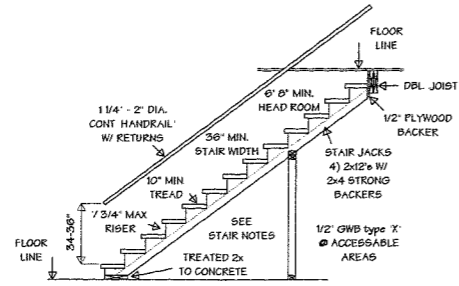 FLOOR
LINE
6' 8" MIN.
HEAD ROOM
DBL. JOIST
1 1/4" - 2" DIA.
CONT HANDRAIL'
W/ RETURNS
1/2" PLYWOOD
BACKER
36" MIN.
STAIR WIDTH
STAIR JACKS
4) 2x12's W/
2x4 STRONG
BACKERS
10" MIN
TREAD
7 3/4" MAX
RISER
34-36"
SEE
STAIR NOTES
1/2" GWB type 'X'
@ ACCESSABLE
AREAS
FLOOR
LINE
TREATED 2x
TO CONCRETE